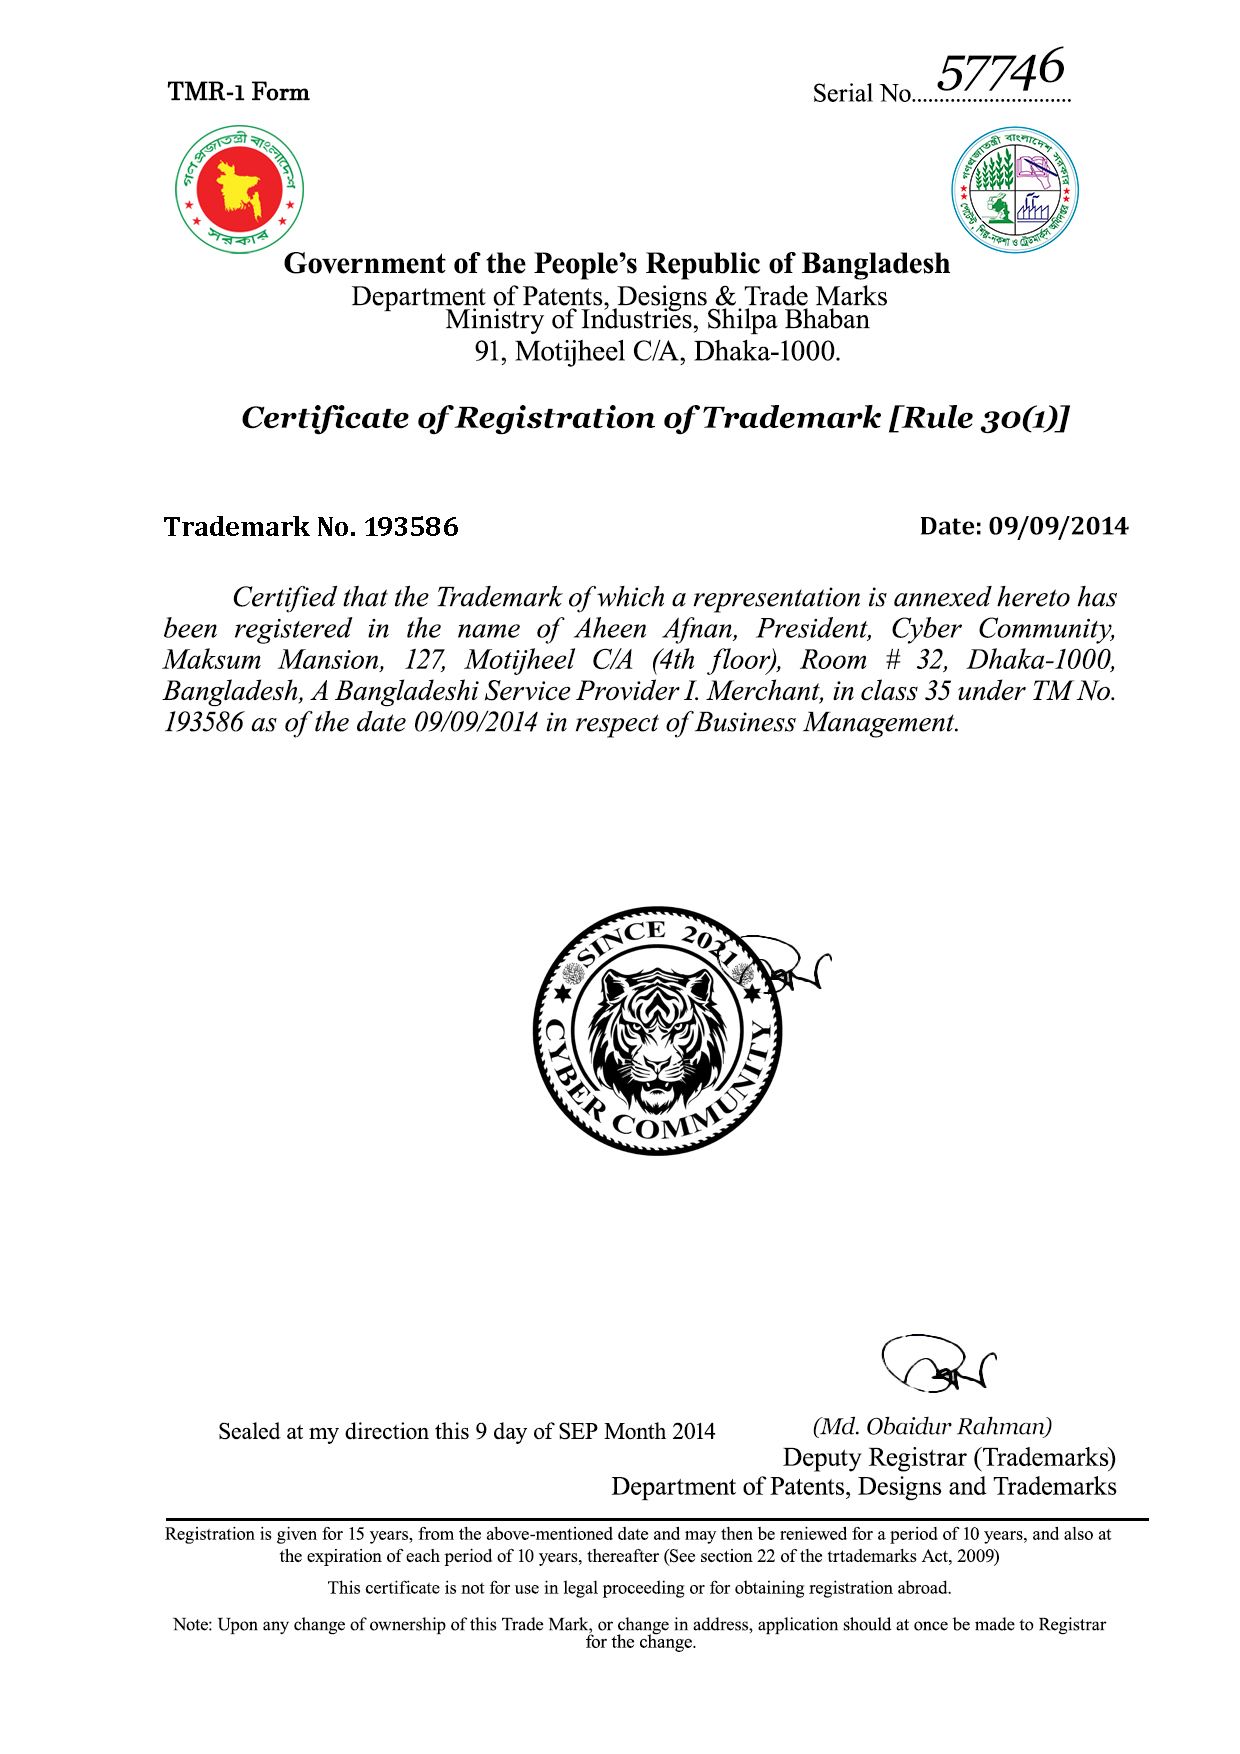 TMR-1 Form
Serial No............................. 57746
গণপ্রজাতন্ত্রী বাংলাদেশ
সরকার
গণপ্রজাতন্ত্রী বাংলাদেশ সরকার
পেটেন্ট, শিল্প-নকশা ও ট্রেডমার্কস অধিদপ্তর
Government of the People’s Republic of Bangladesh
Department of Patents, Designs & Trade Marks
Ministry of Industries, Shilpa Bhaban
91, Motijheel C/A, Dhaka-1000.
Certificate of Registration of Trademark [Rule 30(1)]
Trademark No. 193586
Date: 09/09/2014
Certified that the Trademark of which a representation is annexed hereto has
been registered in the name of Aheen Afnan, President, Cyber Community,
Maksum Mansion, 127, Motijheel C/A (4th floor), Room # 32, Dhaka-1000,
Bangladesh, A Bangladeshi Service Provider I. Merchant, in class 35 under TM No.
193586 as of the date 09/09/2014 in respect of Business Management.
SINCE 2021
CYBER COMMUNITY
Sealed at my direction this 9 day of SEP Month 2014
(Md. Obaidur Rahman)
Deputy Registrar (Trademarks)
Department of Patents, Designs and Trademarks
Registration is given for 15 years, from the above-mentioned date and may then be reniewed for a period of 10 years, and also at
the expiration of each period of 10 years, thereafter (See section 22 of the trtademarks Act, 2009)
This certificate is not for use in legal proceeding or for obtaining registration abroad.
Note: Upon any change of ownership of this Trade Mark, or change in address, application should at once be made to Registrar
for the change.